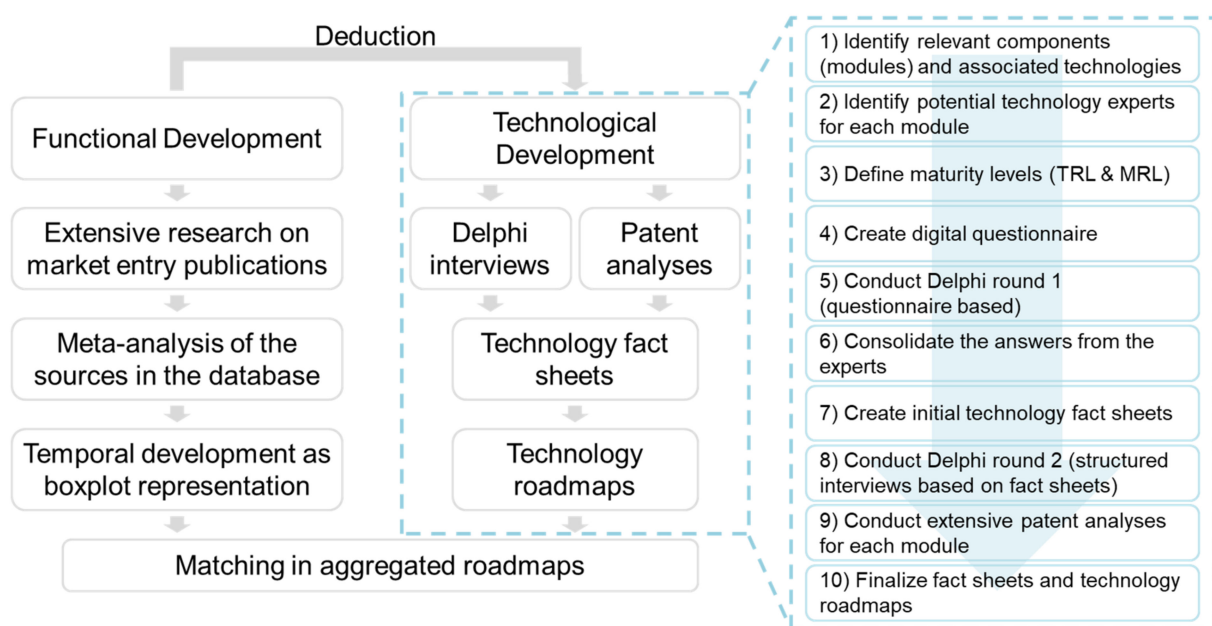 Deduction
Functional Development
Extensive research on
market entry publications
Meta-analysis of the
sources in the database
Temporal development as
boxplot representation
Technological
Development
Delphi
interviews
Patent
analyses
Technology fact
sheets
Technology
roadmaps
Matching in aggregated roadmaps
1) Identify relevant components
(modules) and associated technologies
2) Identify potential technology experts
for each module
3) Define maturity levels (TRL & MRL)
4) Create digital questionnaire
5) Conduct Delphi round 1
(questionnaire based)
6) Consolidate the answers from the
experts
7) Create initial technology fact sheets
8) Conduct Delphi round 2 (structured
interviews based on fact sheets)
9) Conduct extensive patent analyses
for each module
10) Finalize fact sheets and technology
roadmaps